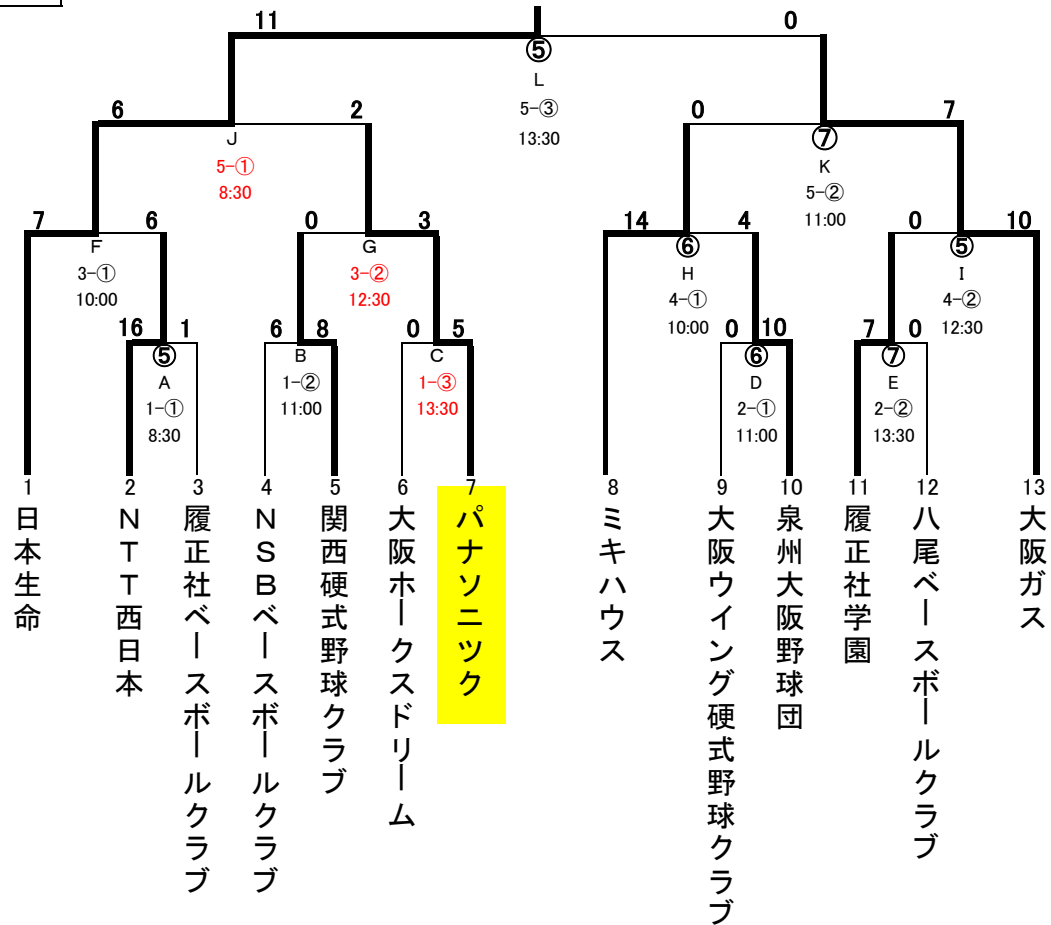 11 0
⑤
L
5-③
13:30
6 2 0 7
J
5-①
8:30
⑦
K
5-②
11:00
7 6 0 3 14 4 0 10
F
3-①
10:00
G
3-②
12:30
⑥
H
4-①
10:00
⑤
I
4-②
12:30
16 1 6 8 0 5 0 10 7 0
⑤
A
1-①
8:30
B
1-②
11:00
C
1-③
13:30
⑥
D
2-①
11:00
⑦
E
2-②
13:30
1 2 3 4 5 6 7 8 9 10 11 12 13
日本生命
NTT西日本
履正社ベースボールクラブ
NSBベースボールクラブ
関西硬式野球クラブ
大阪ホークスドリーム
パナソニツク
ミキハウス
大阪ウイング硬式野球クラブ
泉州大阪野球団
履正社学園
八尾ベースボールクラブ
大阪ガス